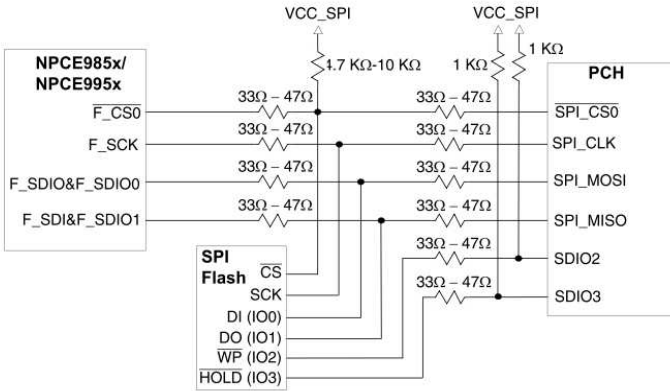 VCC_SPI VCC_SPI
4.7 KΩ-10 KΩ 1 KΩ 1 KΩ
NPCE985x/
NPCE995x
PCH
F_CS0 33Ω – 47Ω 33Ω – 47Ω SPI_CS0
F_SCK 33Ω – 47Ω 33Ω – 47Ω SPI_CLK
F_SDIO&F_SDIO0 33Ω – 47Ω 33Ω – 47Ω SPI_MOSI
F_SDI&F_SDIO1 33Ω – 47Ω 33Ω – 47Ω SPI_MISO
33Ω – 47Ω SDIO2
33Ω – 47Ω SDIO3
SPI
Flash
CS
SCK
DI (IO0)
DO (IO1)
WP (IO2)
HOLD (IO3)